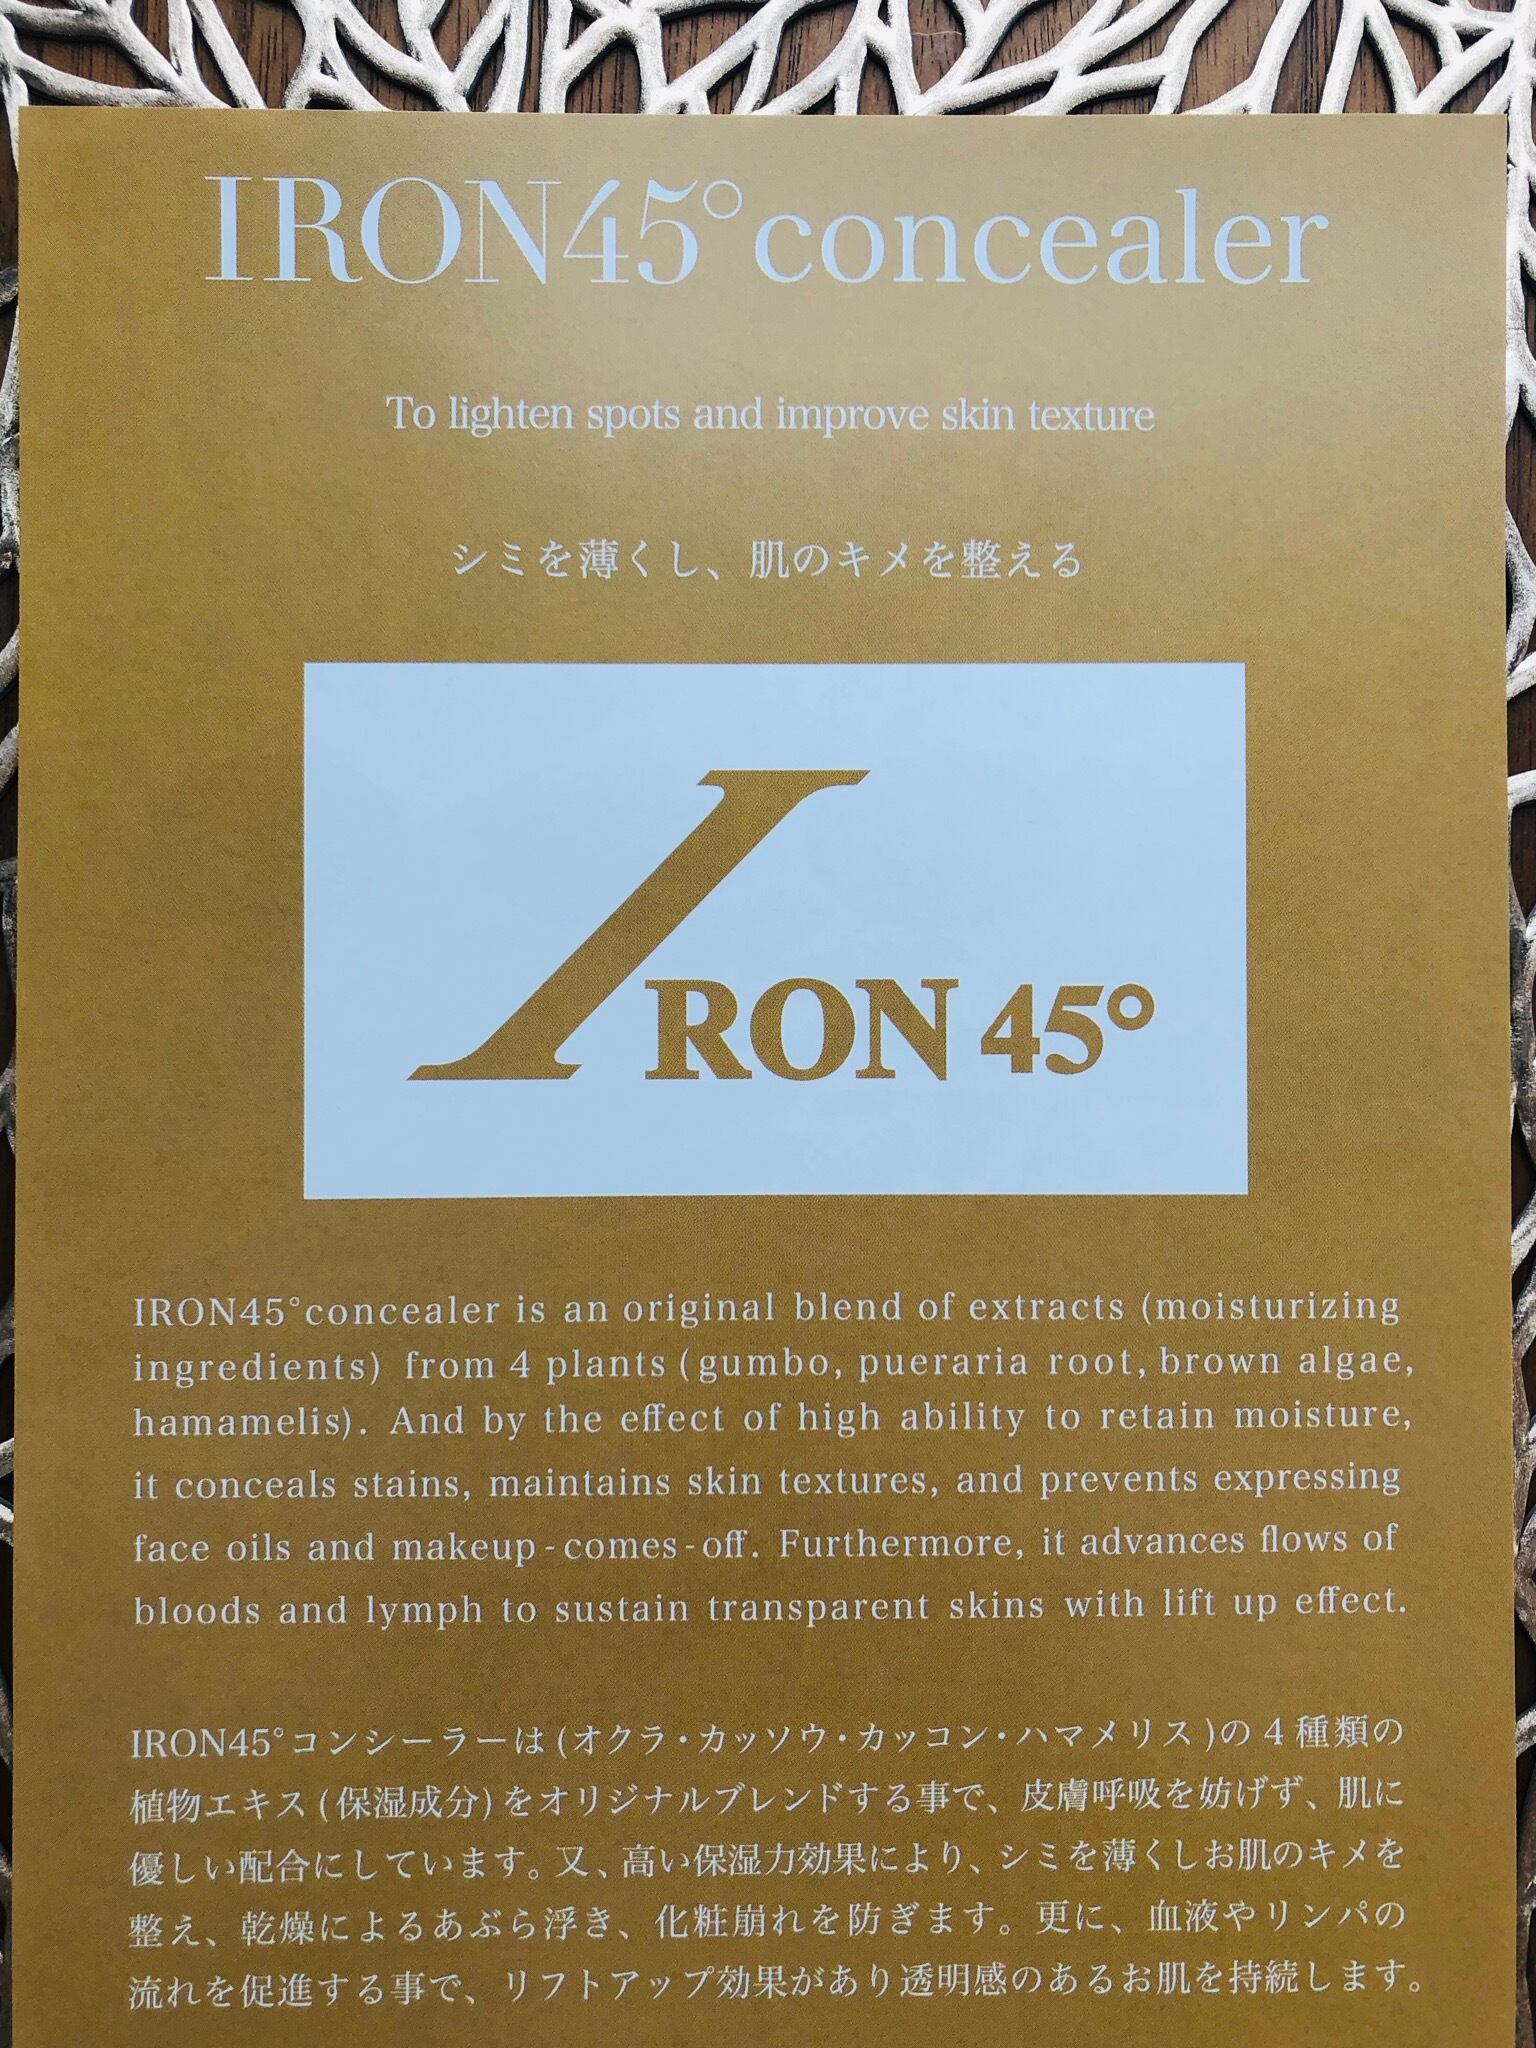 IRON45°concealer
To lighten spots and improve skin texture
シミを薄くし、肌のキメを整える
IRON 45°
IRON45°concealer is an original blend of extracts (moisturizing
ingredients) from 4 plants (gumbo, pueraria root, brown algae,
hamamelis). And by the effect of high ability to retain moisture,
it conceals stains, maintains skin textures, and prevents expressing
face oils and makeup-comes-off. Furthermore, it advances flows of
bloods and lymph to sustain transparent skins with lift up effect.
IRON45°コンシーラーは(オクラ・カッソウ・カッコン・ハマメリス)の4種類の
植物エキス(保湿成分)をオリジナルブレンドする事で、皮膚呼吸を妨げず、肌に
優しい配合にしています。又、高い保湿力効果により、シミを薄くしお肌のキメを
整え、乾燥によるあぶら浮き、化粧崩れを防ぎます。更に、血液やリンパの
流れを促進する事で、リフトアップ効果があり透明感のあるお肌を持続します。